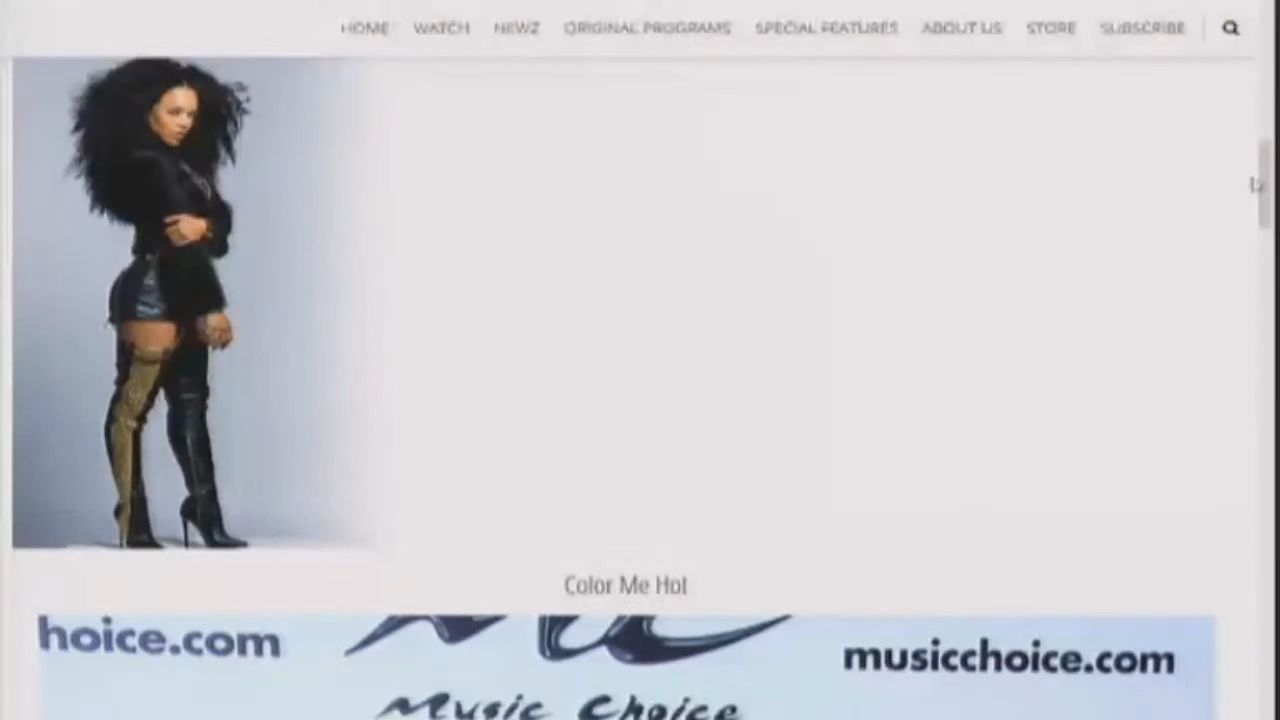 HOME WATCH NEWZ ORIGINAL PROGRAMS SPECIAL FEATURES ABOUT US STORE SUBSCRIBE
Color Me Hot
hoice.com
musicchoice.com
Music Choice